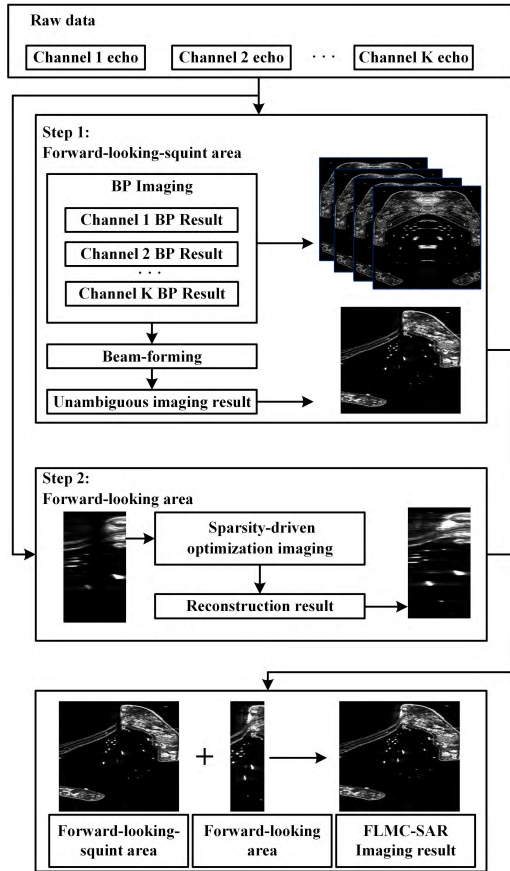 Raw data
Channel 1 echo
Channel 2 echo
. . .
Channel K echo
Step 1:
Forward-looking-squint area
BP Imaging
Channel 1 BP Result
Channel 2 BP Result
. . .
Channel K BP Result
Beam-forming
Unambiguous imaging result
Step 2:
Forward-looking area
Sparsity-driven
optimization imaging
Reconstruction result
+
Forward-looking-
squint area
Forward-looking
area
FLMC-SAR
Imaging result